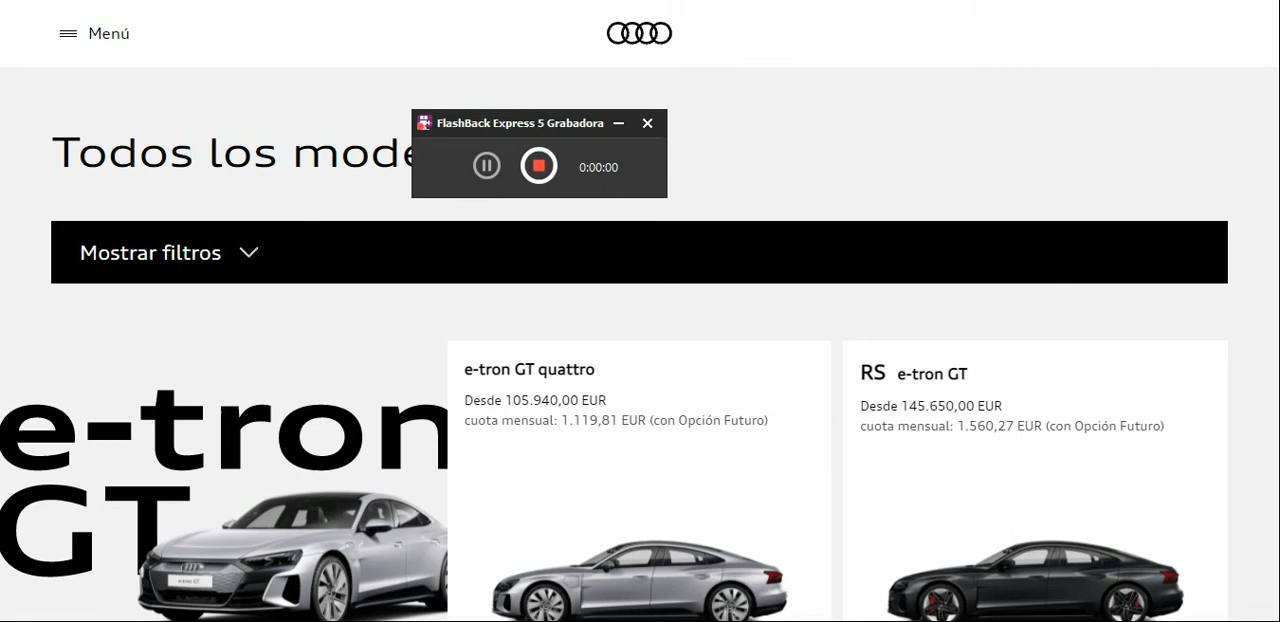 Menú
FlashBack Express 5 Grabadora
0:00:00
Todos los mode
Mostrar filtros
e-tron
GT
e-tron GT quattro
Desde 105.940,00 EUR
cuota mensual: 1.119,81 EUR (con Opción Futuro)
RS e-tron GT
Desde 145.650,00 EUR
cuota mensual: 1.560,27 EUR (con Opción Futuro)
e-tron GT